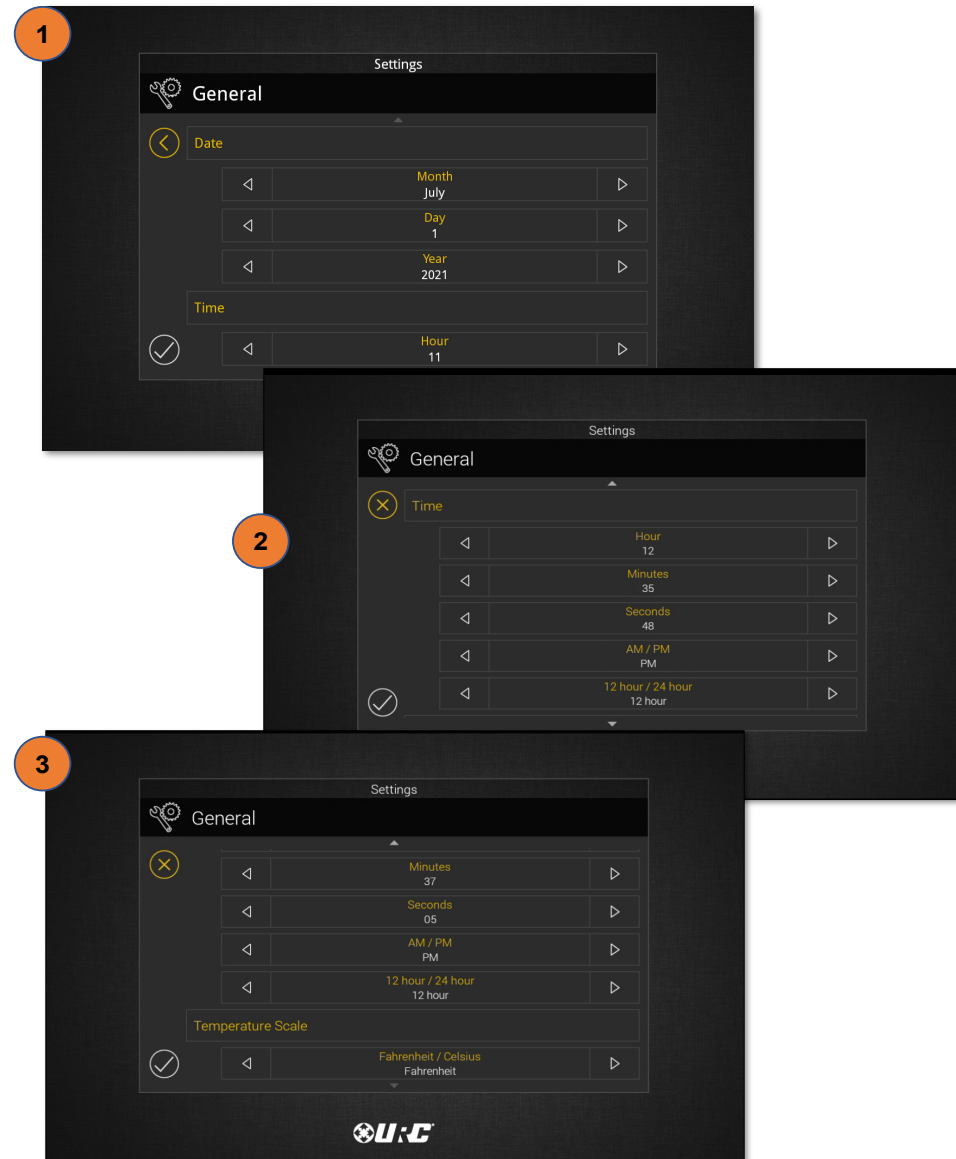 1
Settings
General
Date
Month
July
Day
1
Year
2021
Time
Hour
11
2
Settings
General
Time
Hour
12
Minutes
35
Seconds
48
AM / PM
PM
12 hour / 24 hour
12 hour
3
Settings
General
Minutes
37
Seconds
05
AM / PM
PM
12 hour / 24 hour
12 hour
Temperature Scale
Fahrenheit / Celsius
Fahrenheit
URC